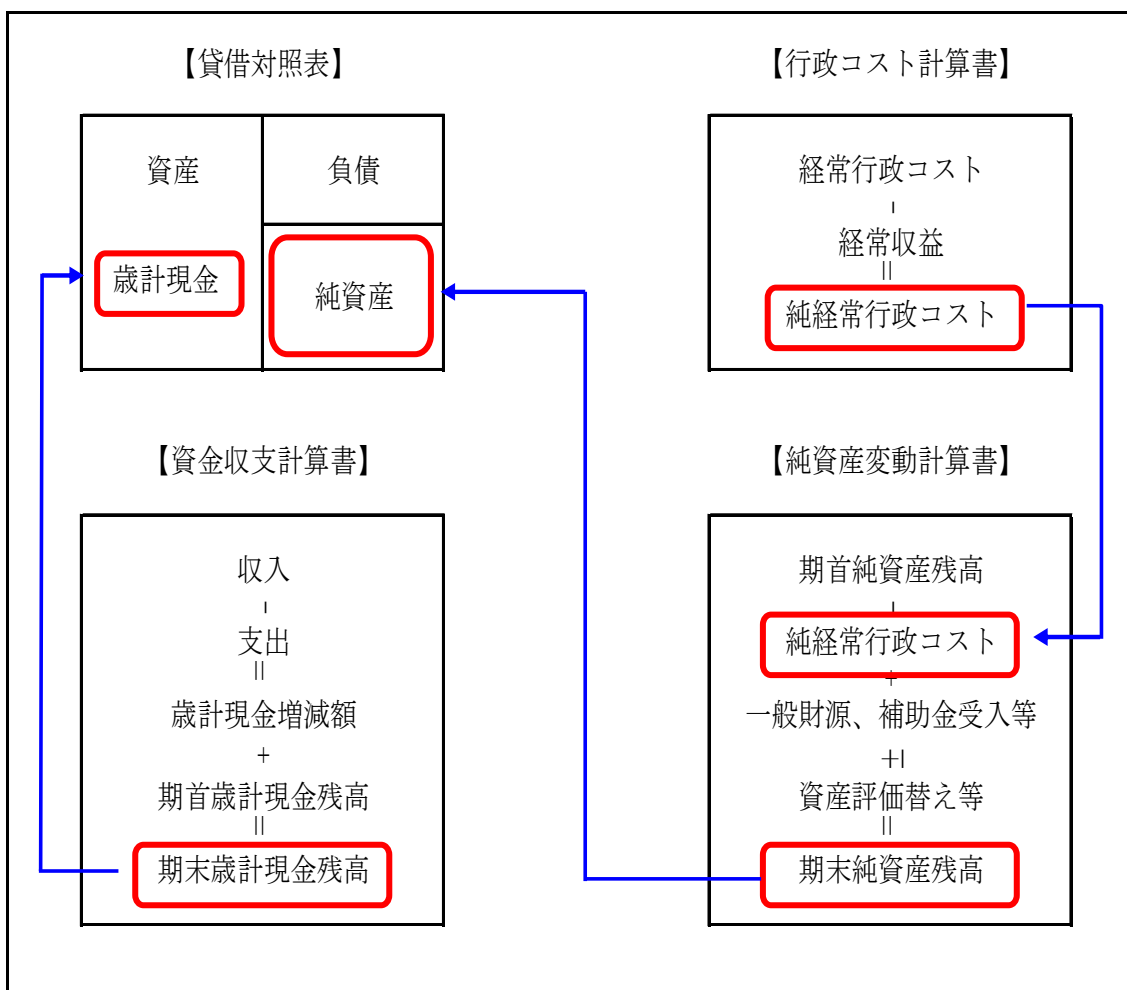 【貸借対照表】
資産
負債
歳計現金
純資産
【行政コスト計算書】
経常行政コスト
－
経常収益
＝
純経常行政コスト
【資金収支計算書】
収入
－
支出
＝
歳計現金増減額
＋
期首歳計現金残高
＝
期末歳計現金残高
【純資産変動計算書】
期首純資産残高
－
純経常行政コスト
＋
一般財源、補助金受入等
±
資産評価替え等
＝
期末純資産残高